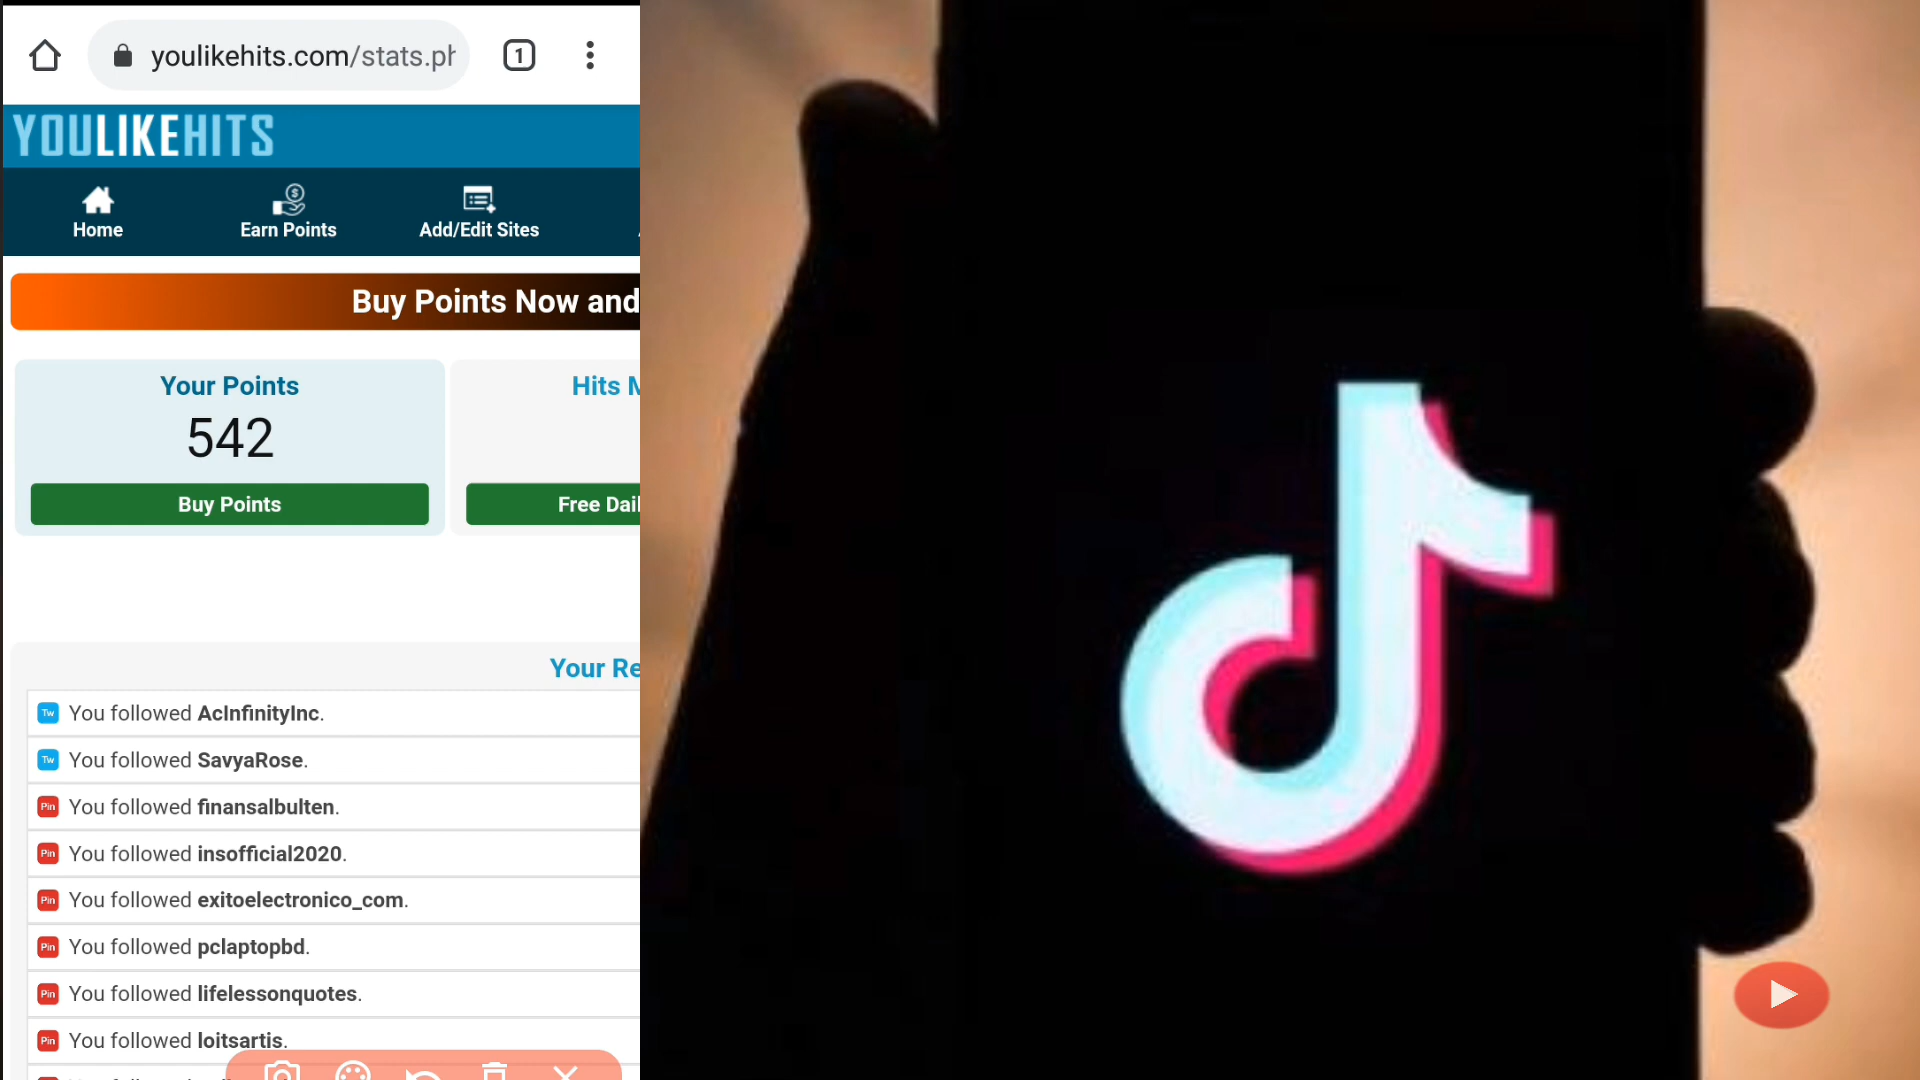 youlikehits.com/stats.ph
1
YOULIKEHITS
Home
Earn Points
Add/Edit Sites
Buy Points Now and
Your Points
Hits M
542
Buy Points
Free Dail
Your Re
Tw You followed AcInfinityInc.
Tw You followed SavyaRose.
Pin You followed finansalbulten.
Pin You followed insofficial2020.
Pin You followed exitoelectronico_com.
Pin You followed pclaptopbd.
Pin You followed lifelessonquotes.
Pin You followed loitsartis.